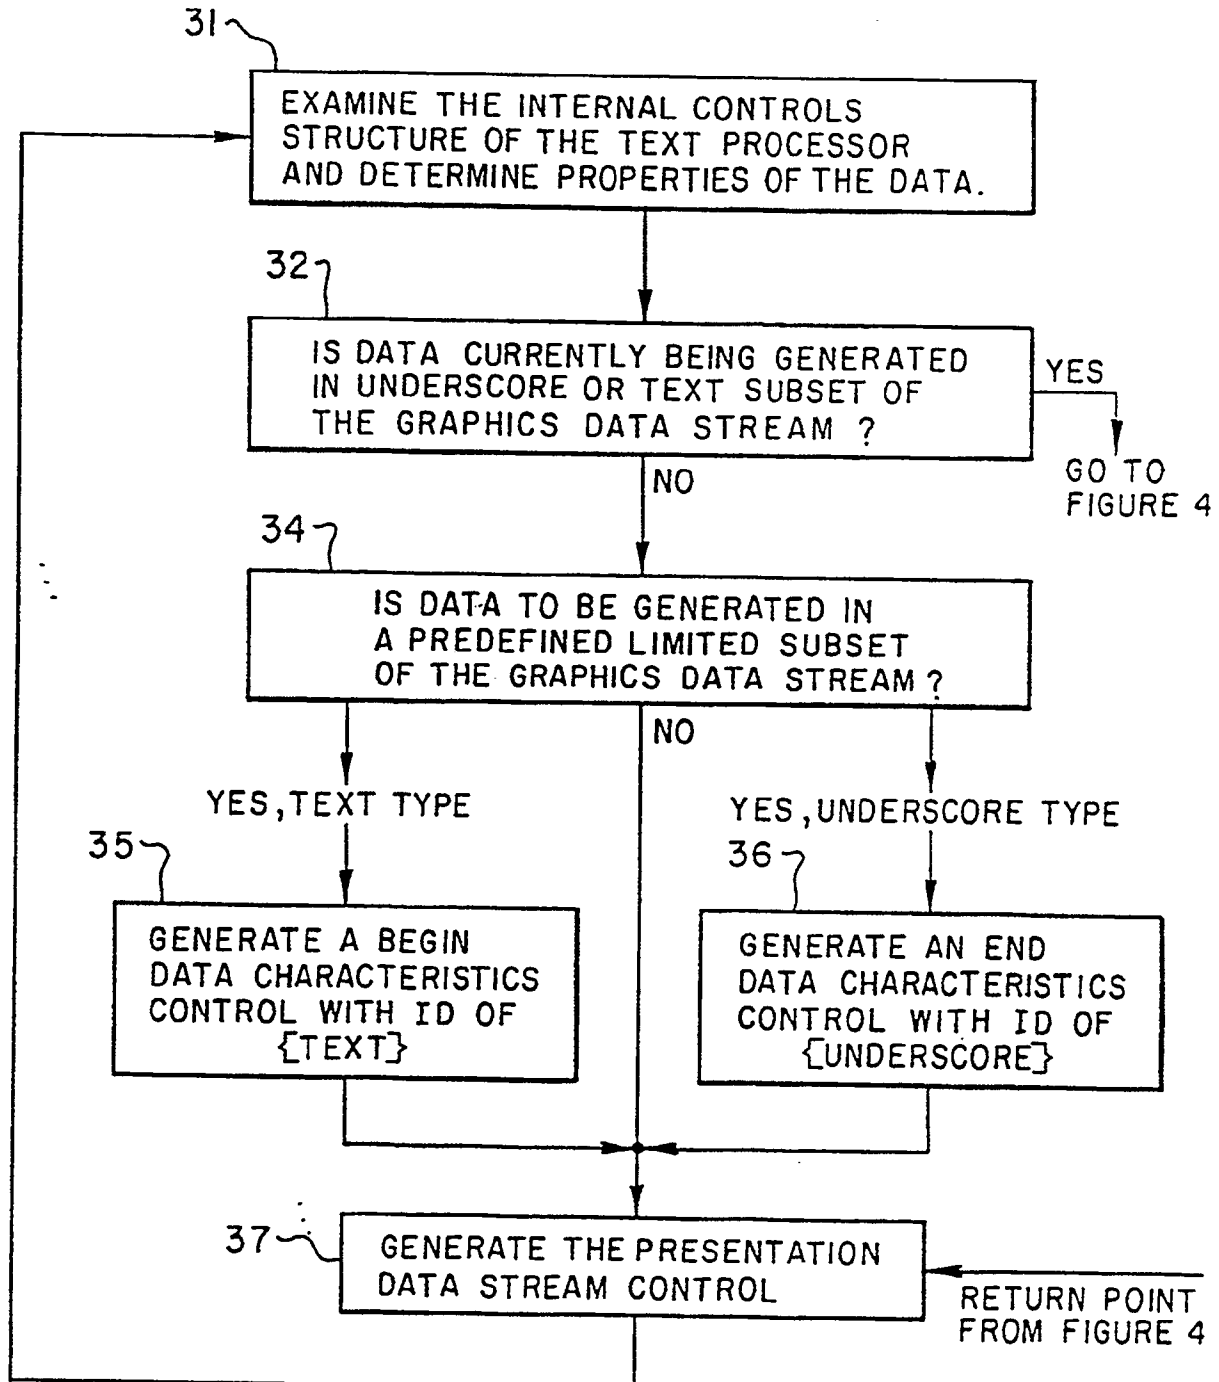 31
EXAMINE THE INTERNAL CONTROLS
STRUCTURE OF THE TEXT PROCESSOR
AND DETERMINE PROPERTIES OF THE DATA.
32
IS DATA CURRENTLY BEING GENERATED
IN UNDERSCORE OR TEXT SUBSET OF
THE GRAPHICS DATA STREAM ?
YES
GO TO
FIGURE 4
NO
34
IS DATA TO BE GENERATED IN
A PREDEFINED LIMITED SUBSET
OF THE GRAPHICS DATA STREAM ?
NO
YES, TEXT TYPE
YES, UNDERSCORE TYPE
35
GENERATE A BEGIN
DATA CHARACTERISTICS
CONTROL WITH ID OF
{TEXT}
36
GENERATE AN END
DATA CHARACTERISTICS
CONTROL WITH ID OF
{UNDERSCORE}
37
GENERATE THE PRESENTATION
DATA STREAM CONTROL
RETURN POINT
FROM FIGURE 4